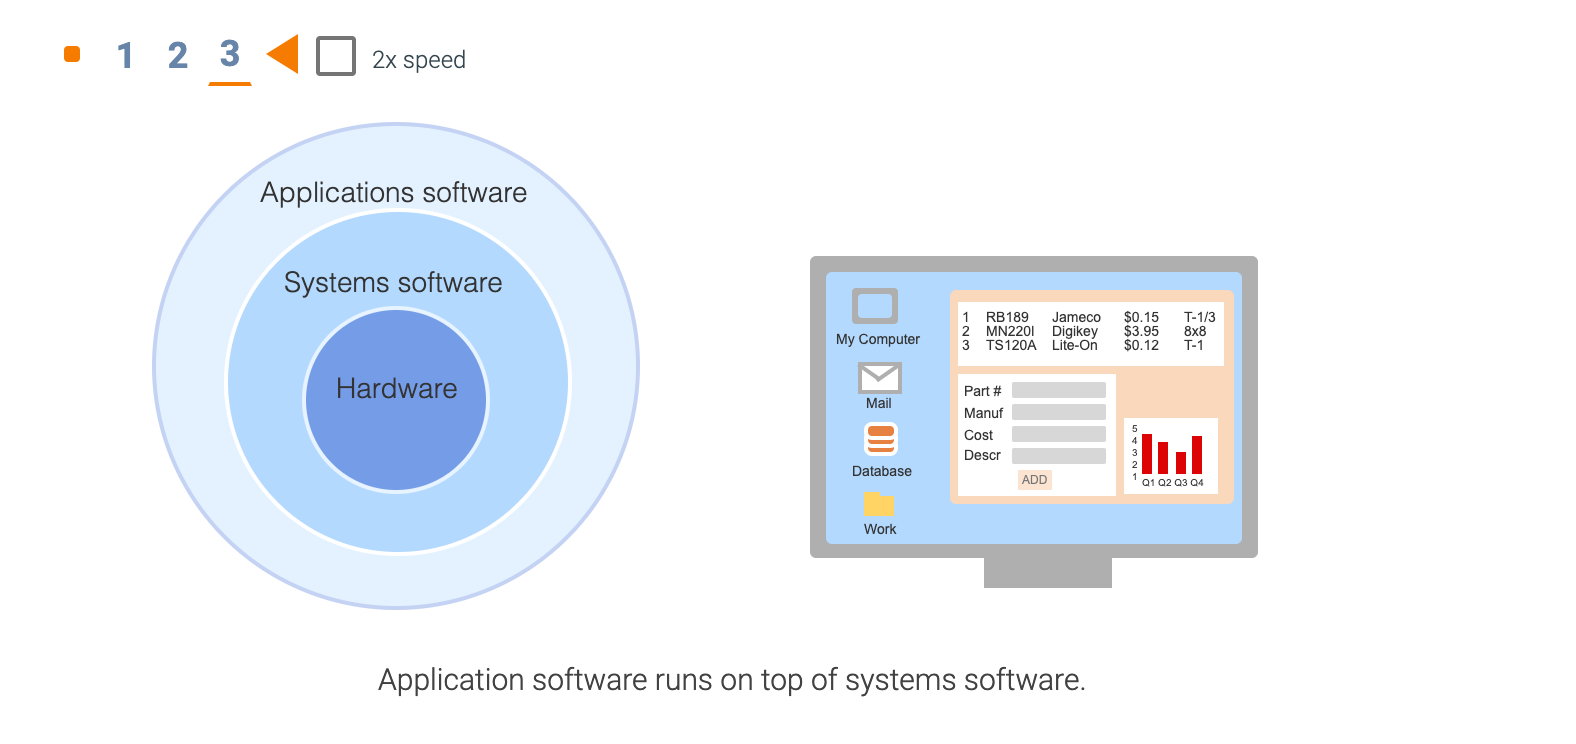 1 2 3 2x speed
Applications software
Systems software
Hardware
My Computer
Mail
Database
Work
1 RB189 Jameco $0.15 T-1/3
2 MN220I Digikey $3.95 8x8
3 TS120A Lite-On $0.12 T-1
Part #
Manuf
Cost
Descr
ADD
5
4
3
2
1
Q1 Q2 Q3 Q4
Application software runs on top of systems software.